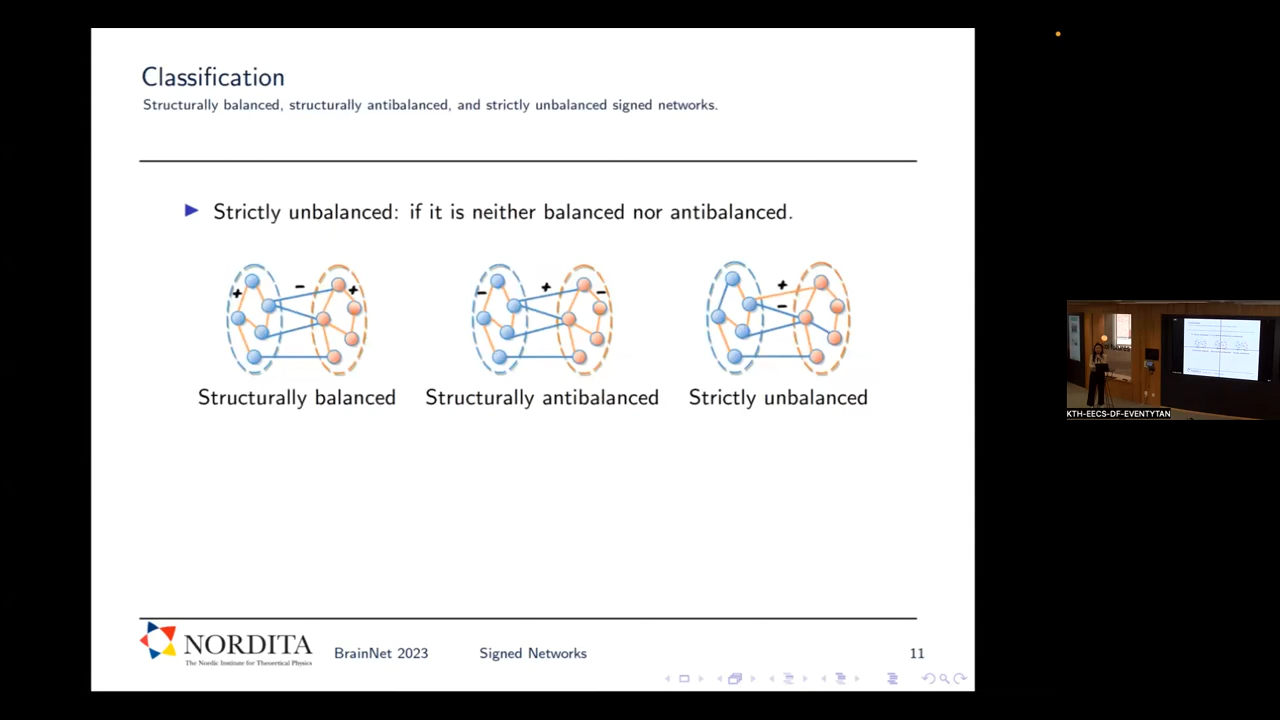 Classification
Structurally balanced, structurally antibalanced, and strictly unbalanced signed networks.
Strictly unbalanced: if it is neither balanced nor antibalanced.
+ − +
− + −
+
−
Structurally balanced
Structurally antibalanced
Strictly unbalanced
NORDITA
The Nordic Institute for Theoretical Physics
BrainNet 2023
Signed Networks
11
KTH-EECS-DF-EVENTYTAN